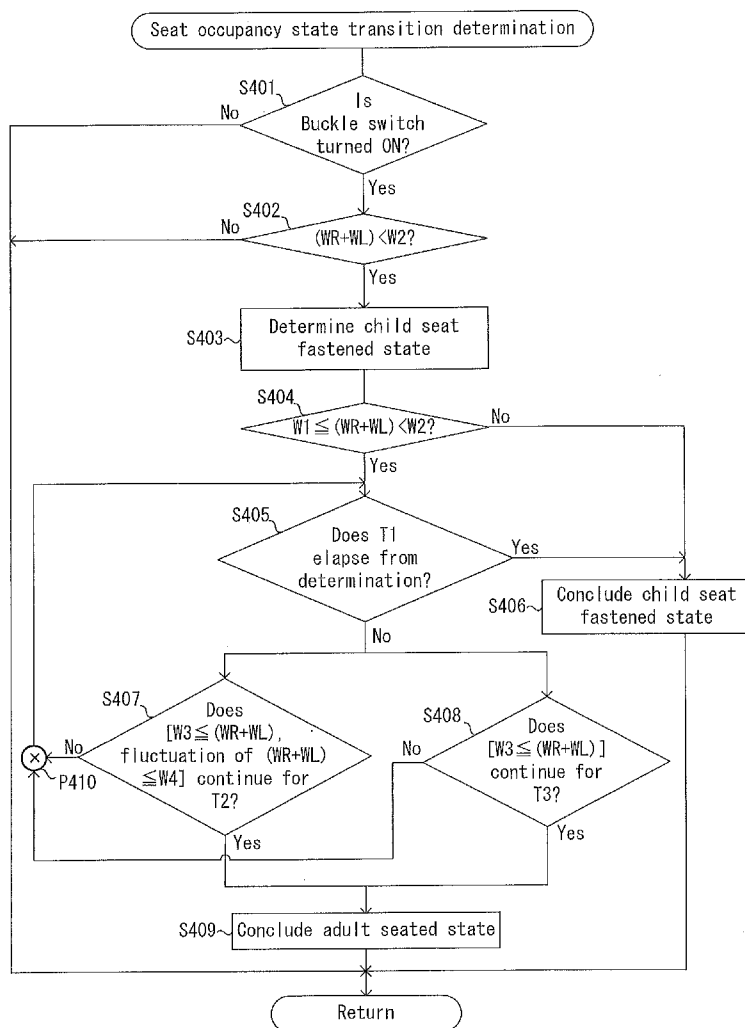 Seat occupancy state transition determination
S401
Is
Buckle switch
turned ON?
No
Yes
S402
(WR+WL)<W2?
No
Yes
S403
Determine child seat
fastened state
S404
W1≦(WR+WL)<W2?
No
Yes
S405
Does T1
elapse from
determination?
Yes
No
S406
Conclude child seat
fastened state
S407
Does
[W3≦(WR+WL),
fluctuation of (WR+WL)
≦W4] continue for
T2?
No
Yes
P410
S408
Does
[W3≦(WR+WL)]
continue for
T3?
No
Yes
S409
Conclude adult seated state
Return